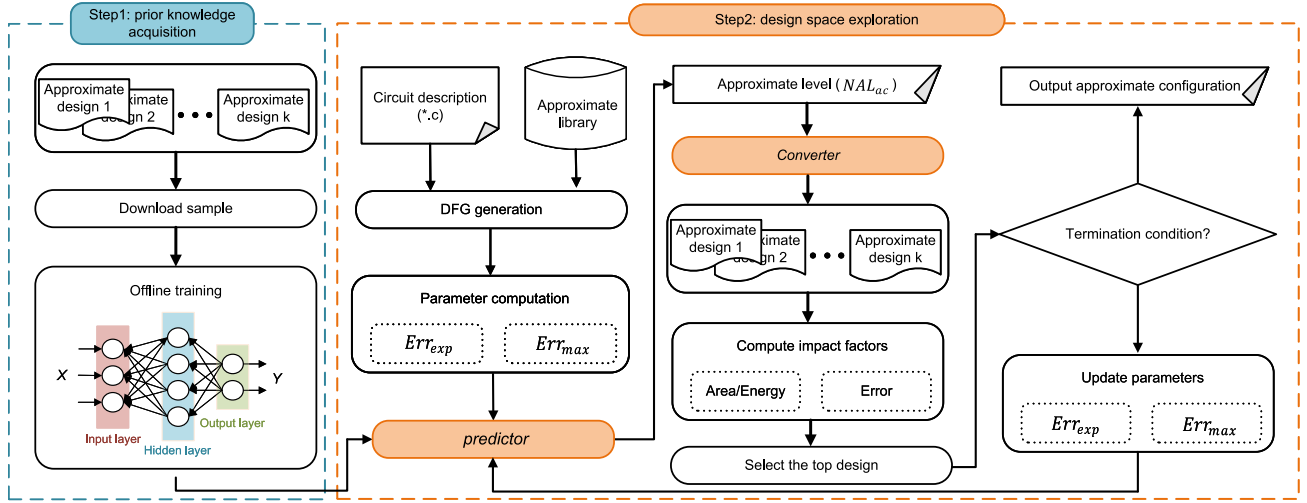 Step1: prior knowledge
acquisition
Approximate
design 1
Approximate
design 2
Approximate
design k
Download sample
Offline training
X
Y
Input layer
Hidden layer
Output layer
Step2: design space exploration
Circuit description
(*.c)
Approximate
library
DFG generation
Parameter computation
Err_exp
Err_max
predictor
Approximate level (NAL_ac)
Converter
Approximate
design 1
Approximate
design 2
Approximate
design k
Compute impact factors
Area/Energy
Error
Select the top design
Output approximate configuration
Termination condition?
Update parameters
Err_exp
Err_max